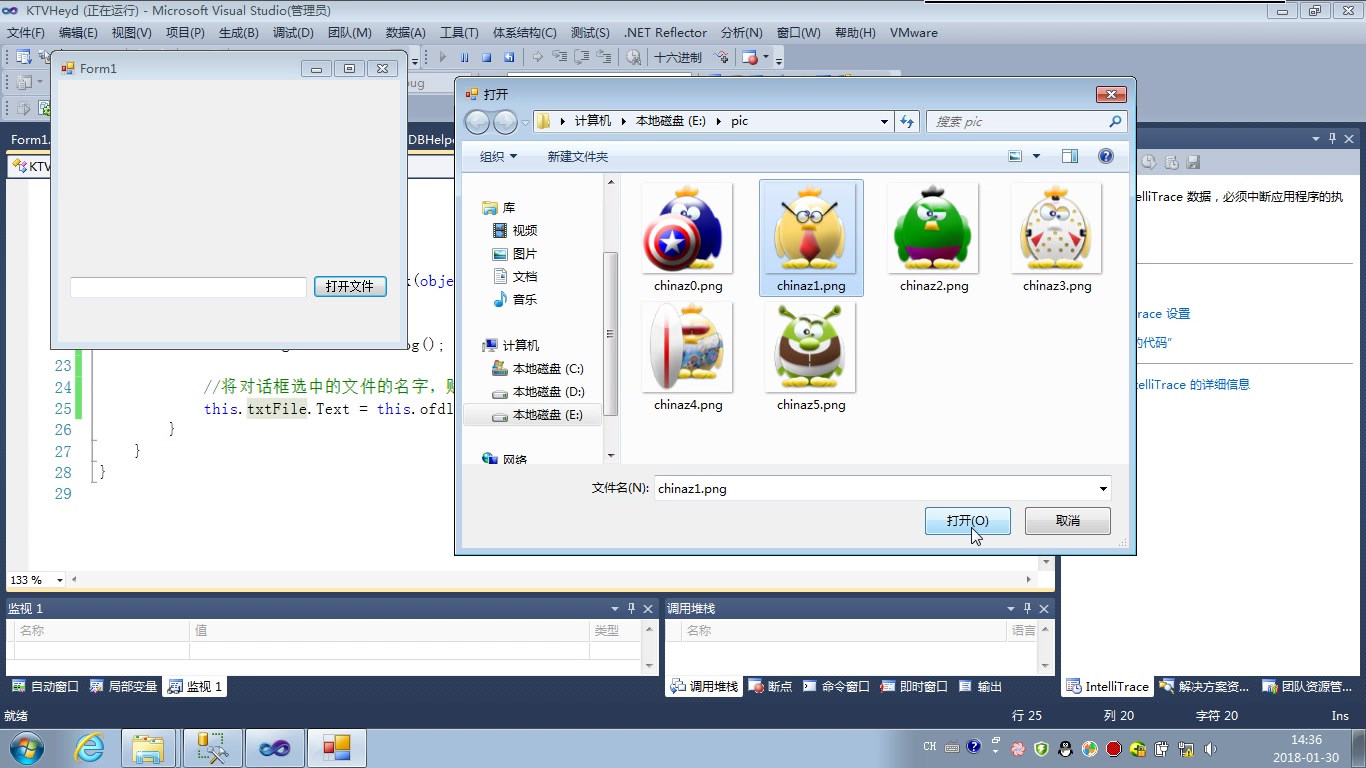 KTVHeyd (正在运行) - Microsoft Visual Studio(管理员)
文件(F) 编辑(E) 视图(V) 项目(P) 生成(B) 调试(D) 团队(M) 数据(A) 工具(T) 体系结构(C) 测试(S) .NET Reflector 分析(N) 窗口(W) 帮助(H) VMware
十六进制
Form1
打开
计算机 本地磁盘 (E:) pic
搜索 pic
Form1.
DBHelpe
组织 新建文件夹
KTV
elliTrace 数据，必须中断应用程序的执
库
视频
图片
文档
音乐
计算机
本地磁盘 (C:)
本地磁盘 (D:)
本地磁盘 (E:)
网络
chinaz0.png chinaz1.png chinaz2.png chinaz3.png
chinaz4.png chinaz5.png
打开文件
t(obje
race 设置
的代码"
elliTrace 的详细信息
og();
23
24 //将对话框选中的文件的名字，赋
25 this.txtFile.Text = this.ofdl
26 }
27 }
28 }
29
文件名(N): chinaz1.png
打开(O) 取消
133 %
监视 1
名称 值 类型
调用堆栈
名称 语言
自动窗口 局部变量 监视 1
调用堆栈 断点 命令窗口 即时窗口 输出
IntelliTrace 解决方案资... 团队资源管...
就绪
行 25 列 20 字符 20 Ins
CH
14:36
2018-01-30